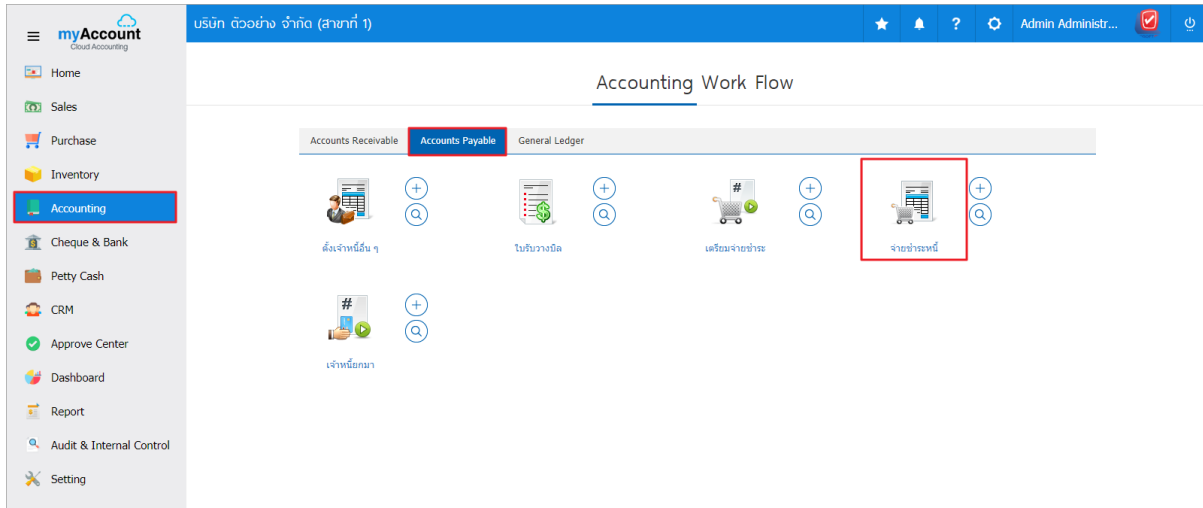 บริษัท ตัวอย่าง จำกัด (สาขาที่ 1)
?
Admin Administr...
myAccount
Cloud Accounting
Home
Sales
Purchase
Inventory
Accounting
Cheque & Bank
Petty Cash
CRM
Approve Center
Dashboard
Report
Audit & Internal Control
Setting
Accounting Work Flow
Accounts Receivable
Accounts Payable
General Ledger
ตั้งเจ้าหนี้อื่น ๆ
ใบรับวางบิล
#
เตรียมจ่ายชำระ
จ่ายชำระหนี้
#
เจ้าหนี้ยกมา